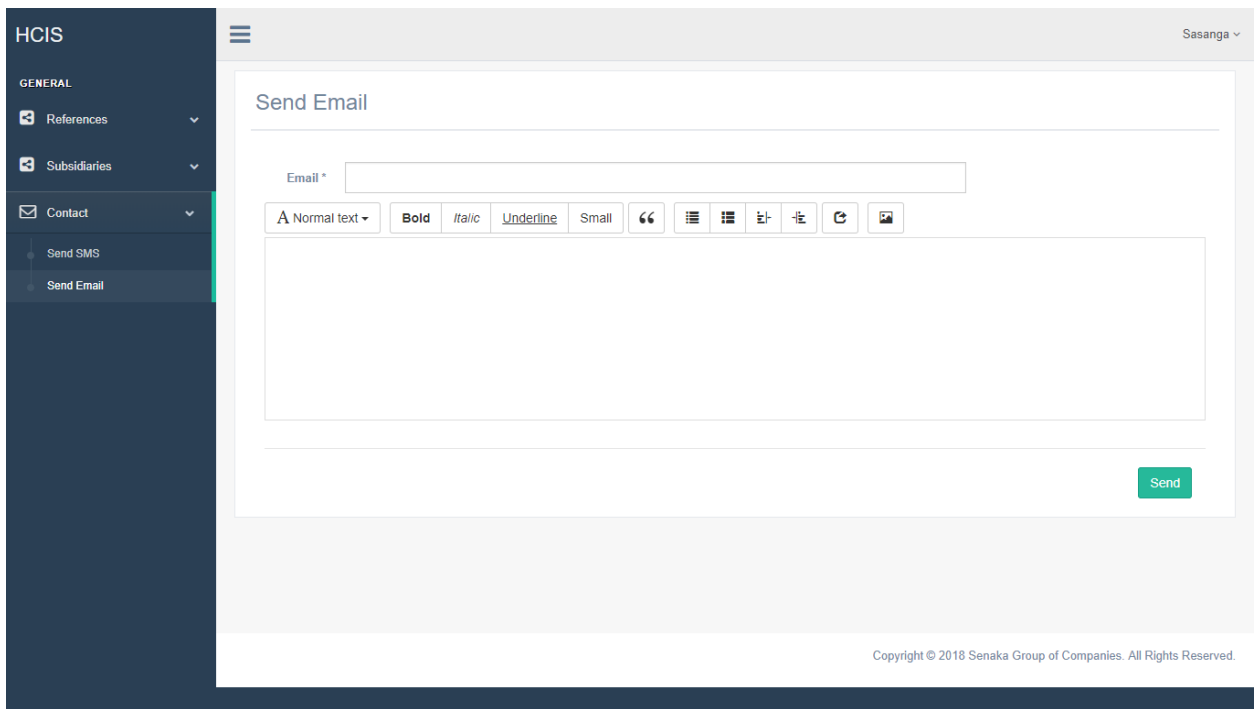 HCIS
Sasanga
GENERAL
References
Subsidiaries
Contact
Send SMS
Send Email
Send Email
Email *
A Normal text Bold Italic Underline Small
Send
Copyright © 2018 Senaka Group of Companies. All Rights Reserved.